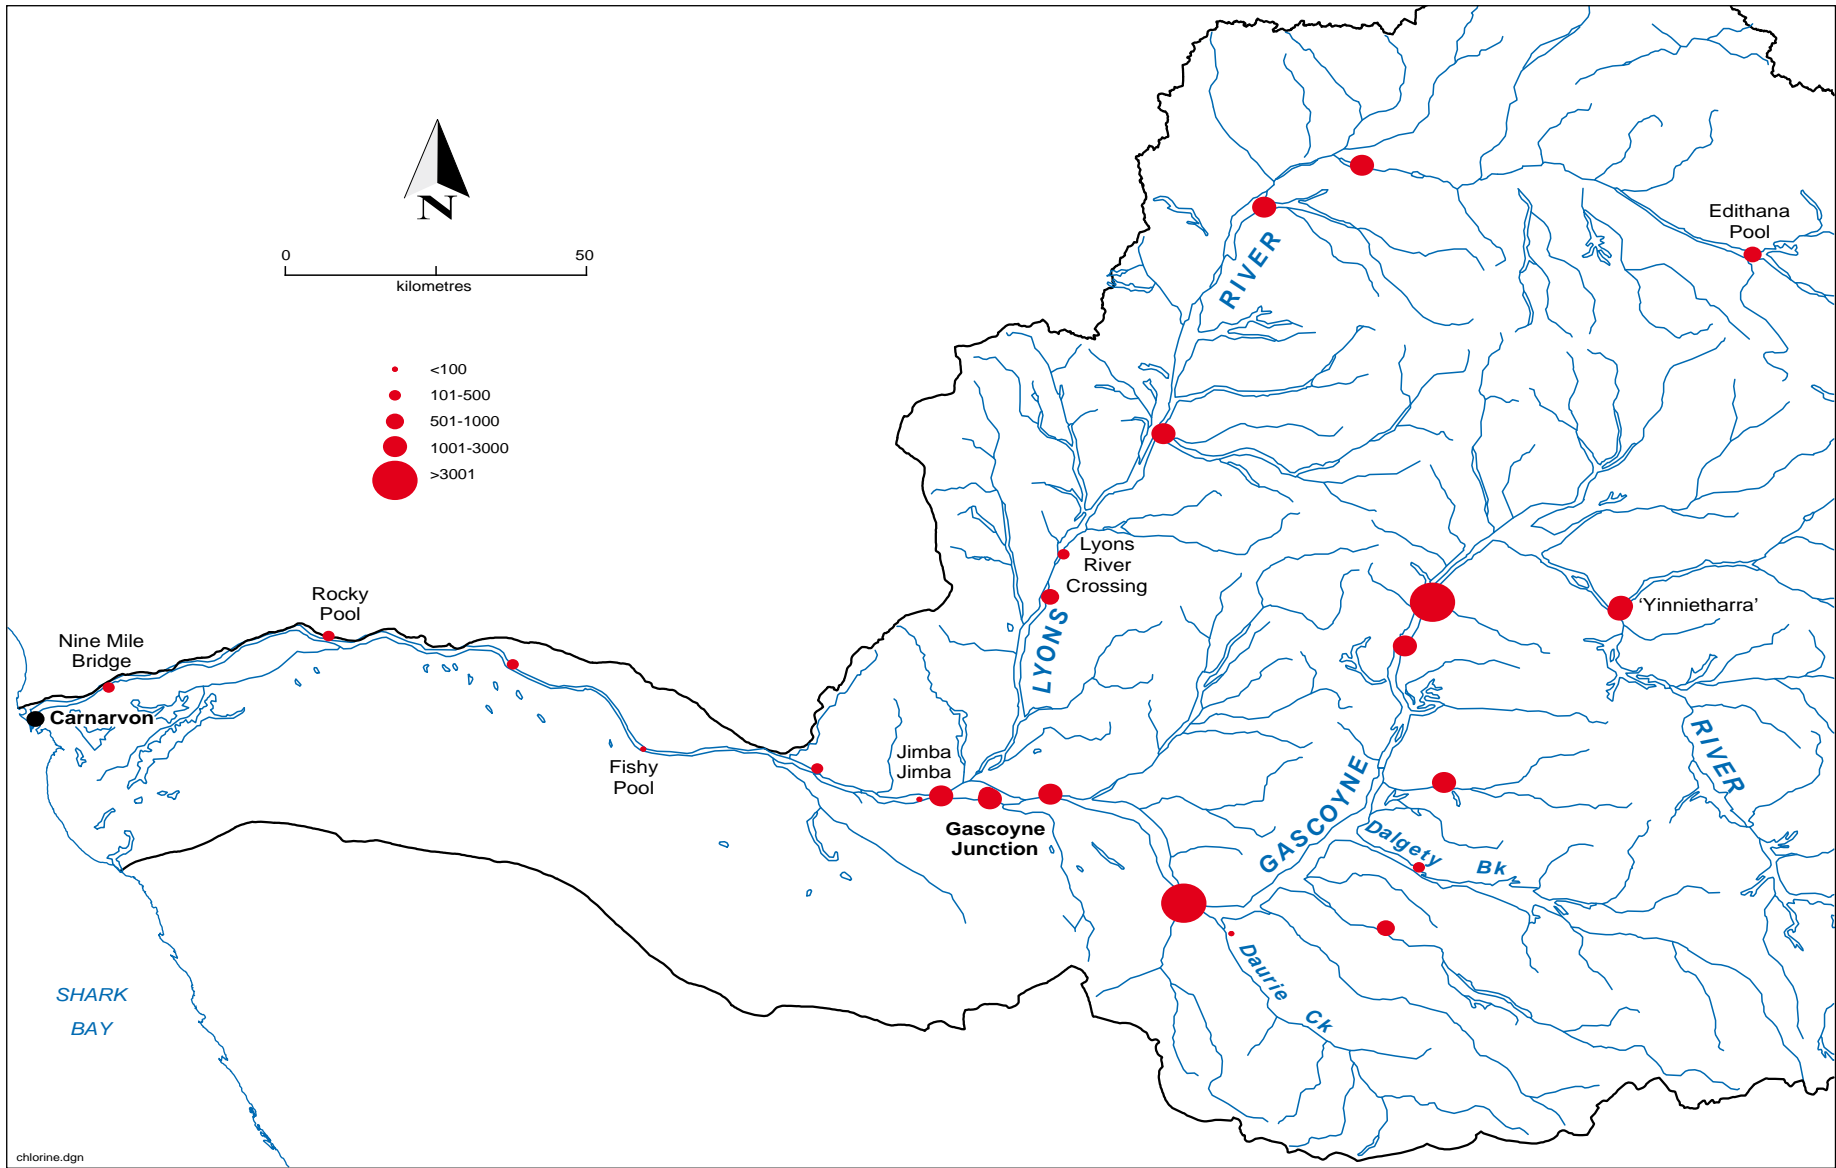 N
0
50
kilometres
<100
101-500
501-1000
1001-3000
>3001
Edithana
Pool
RIVER
LYONS
Lyons
River
Crossing
'Yinnietharra'
Rocky
Pool
Nine Mile
Bridge
Carnarvon
Fishy
Pool
Jimba
Jimba
Gascoyne
Junction
GASCOYNE
RIVER
Dalgety
Bk
Daurie
Ck
SHARK
BAY
chlorine.dgn